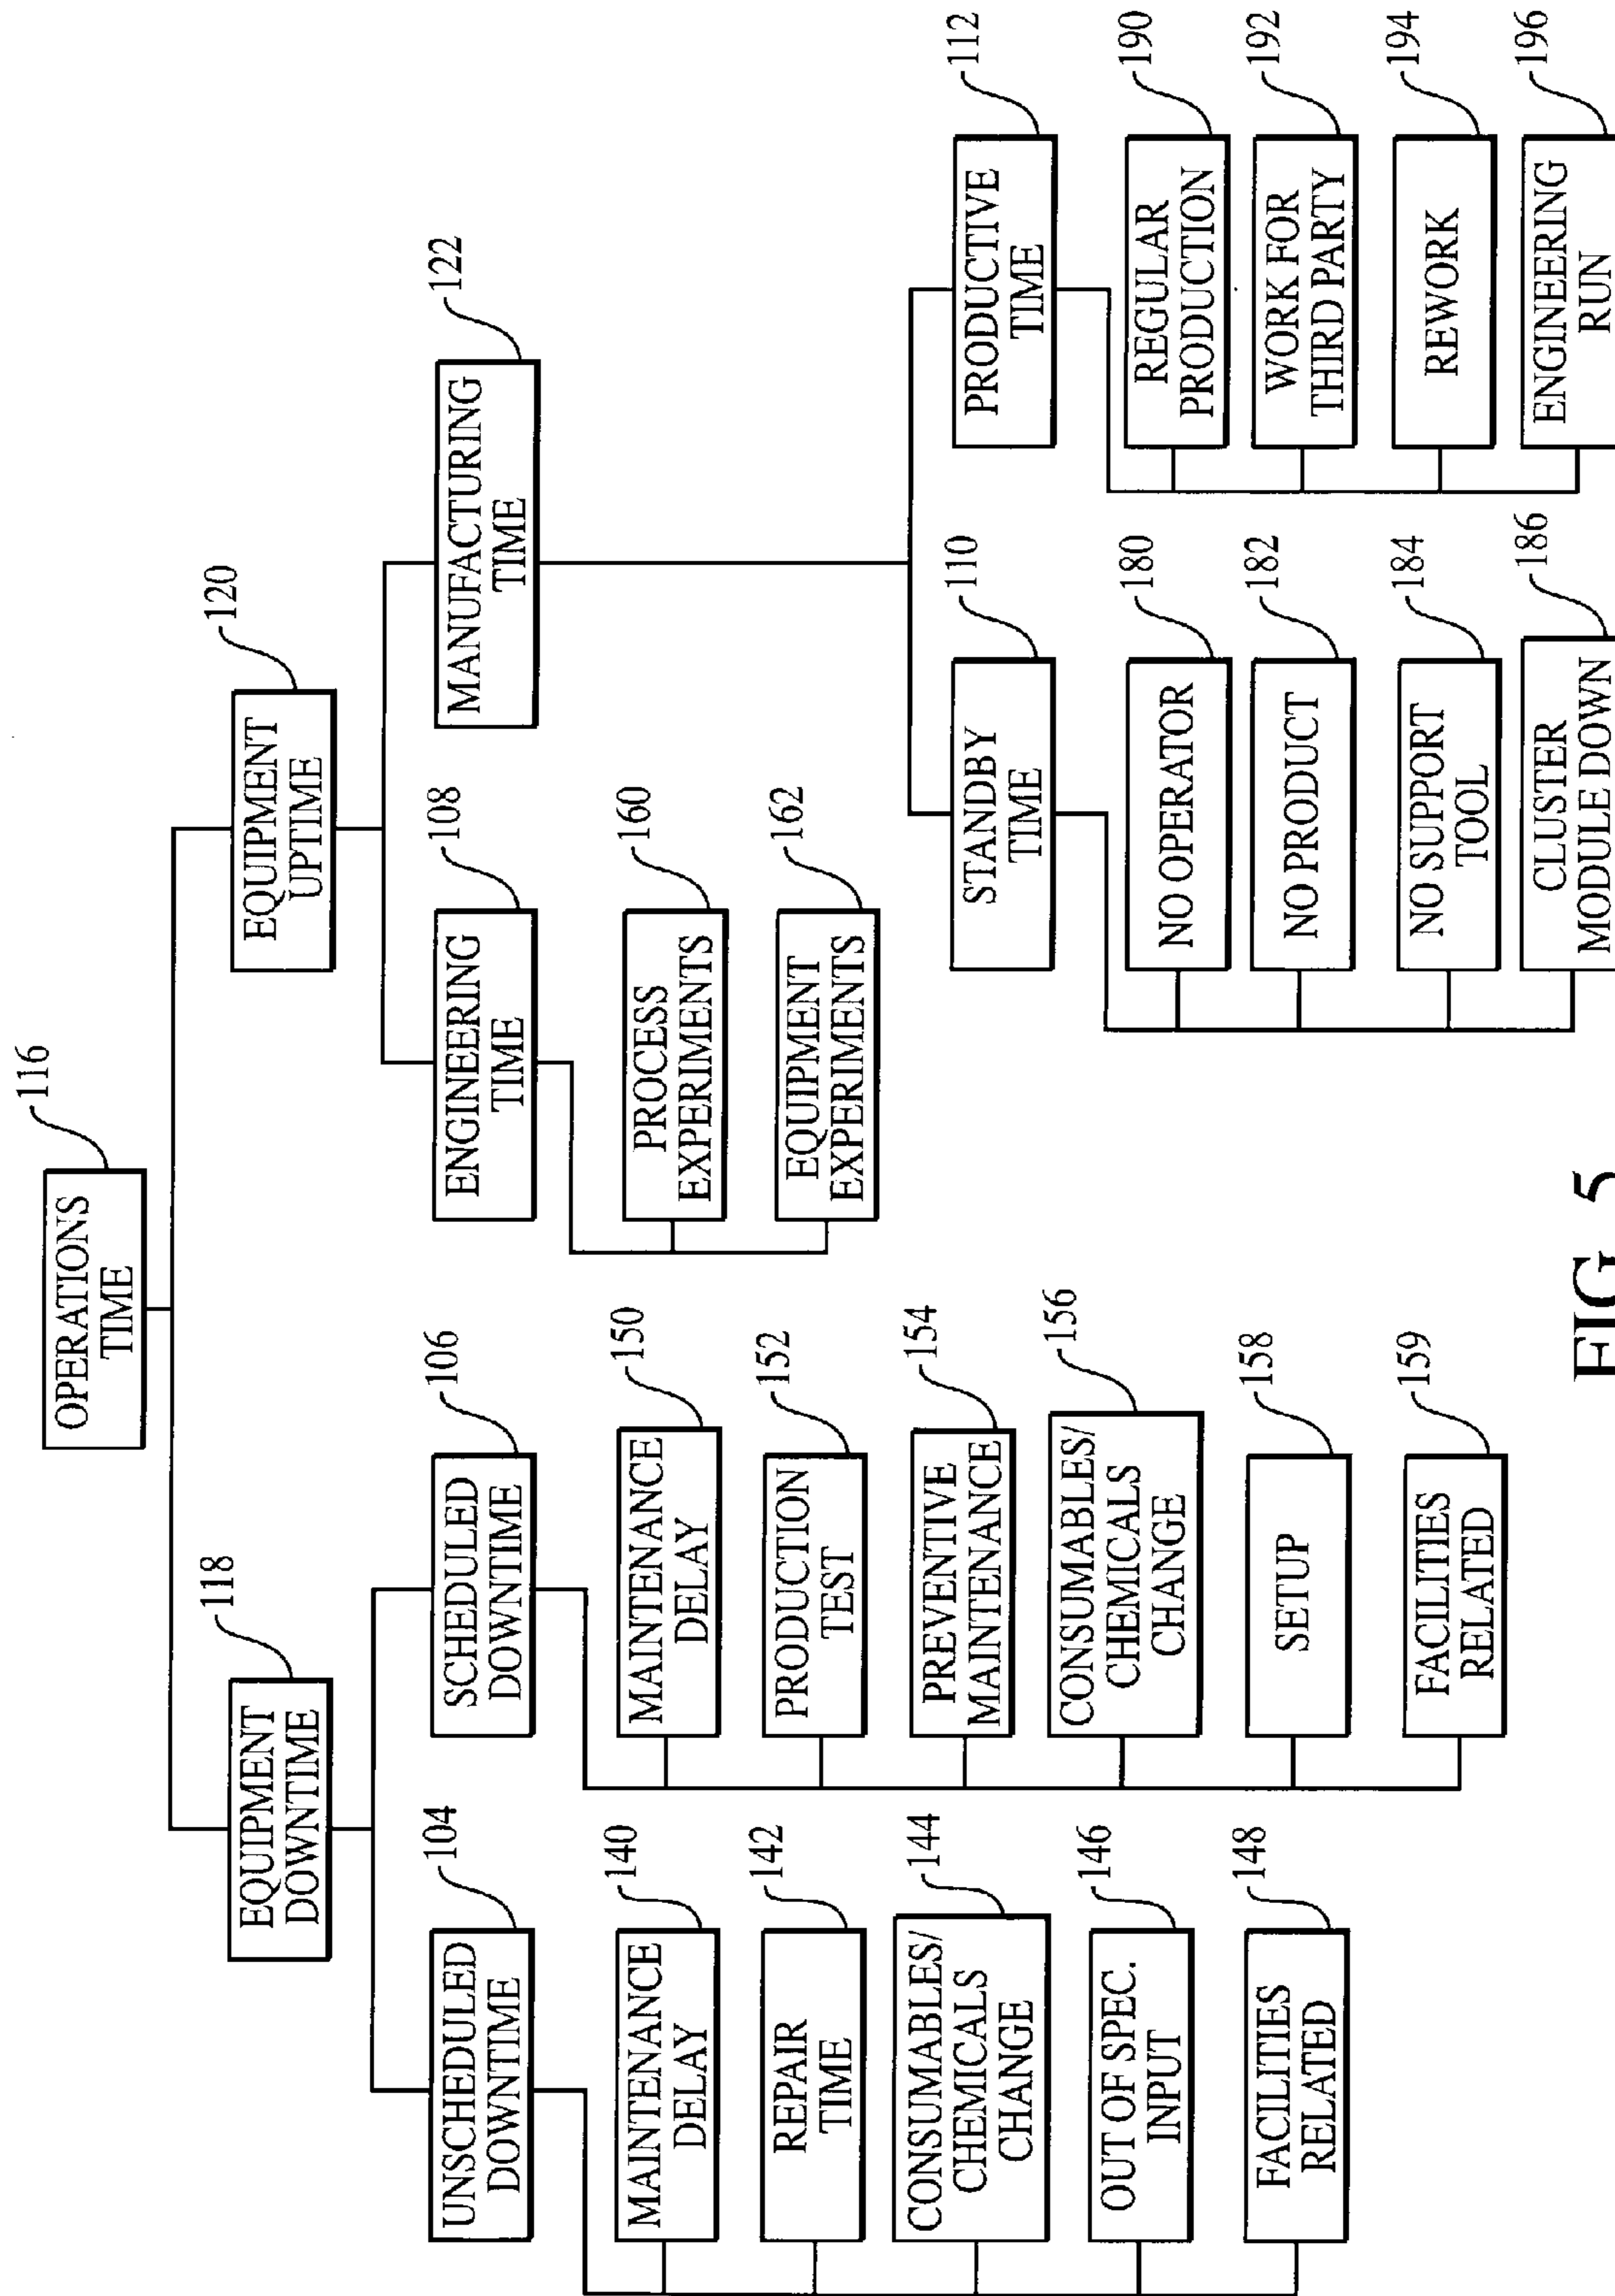 OPERATIONS
TIME
116
EQUIPMENT
DOWNTIME
118
EQUIPMENT
UPTIME
120
UNSCHEDULED
DOWNTIME
104
SCHEDULED
DOWNTIME
106
ENGINEERING
TIME
108
MANUFACTURING
TIME
122
MAINTENANCE
DELAY
140
REPAIR
TIME
142
CONSUMABLES/
CHEMICALS
CHANGE
144
OUT OF SPEC.
INPUT
146
FACILITIES
RELATED
148
MAINTENANCE
DELAY
150
PRODUCTION
TEST
152
PREVENTIVE
MAINTENANCE
154
CONSUMABLES/
CHEMICALS
CHANGE
156
SETUP
158
FACILITIES
RELATED
159
PROCESS
EXPERIMENTS
160
EQUIPMENT
EXPERIMENTS
162
STANDBY
TIME
110
NO OPERATOR
180
NO PRODUCT
182
NO SUPPORT
TOOL
184
CLUSTER
MODULE DOWN
186
PRODUCTIVE
TIME
112
REGULAR
PRODUCTION
190
WORK FOR
THIRD PARTY
192
REWORK
194
ENGINEERING
RUN
196
FIG. 5